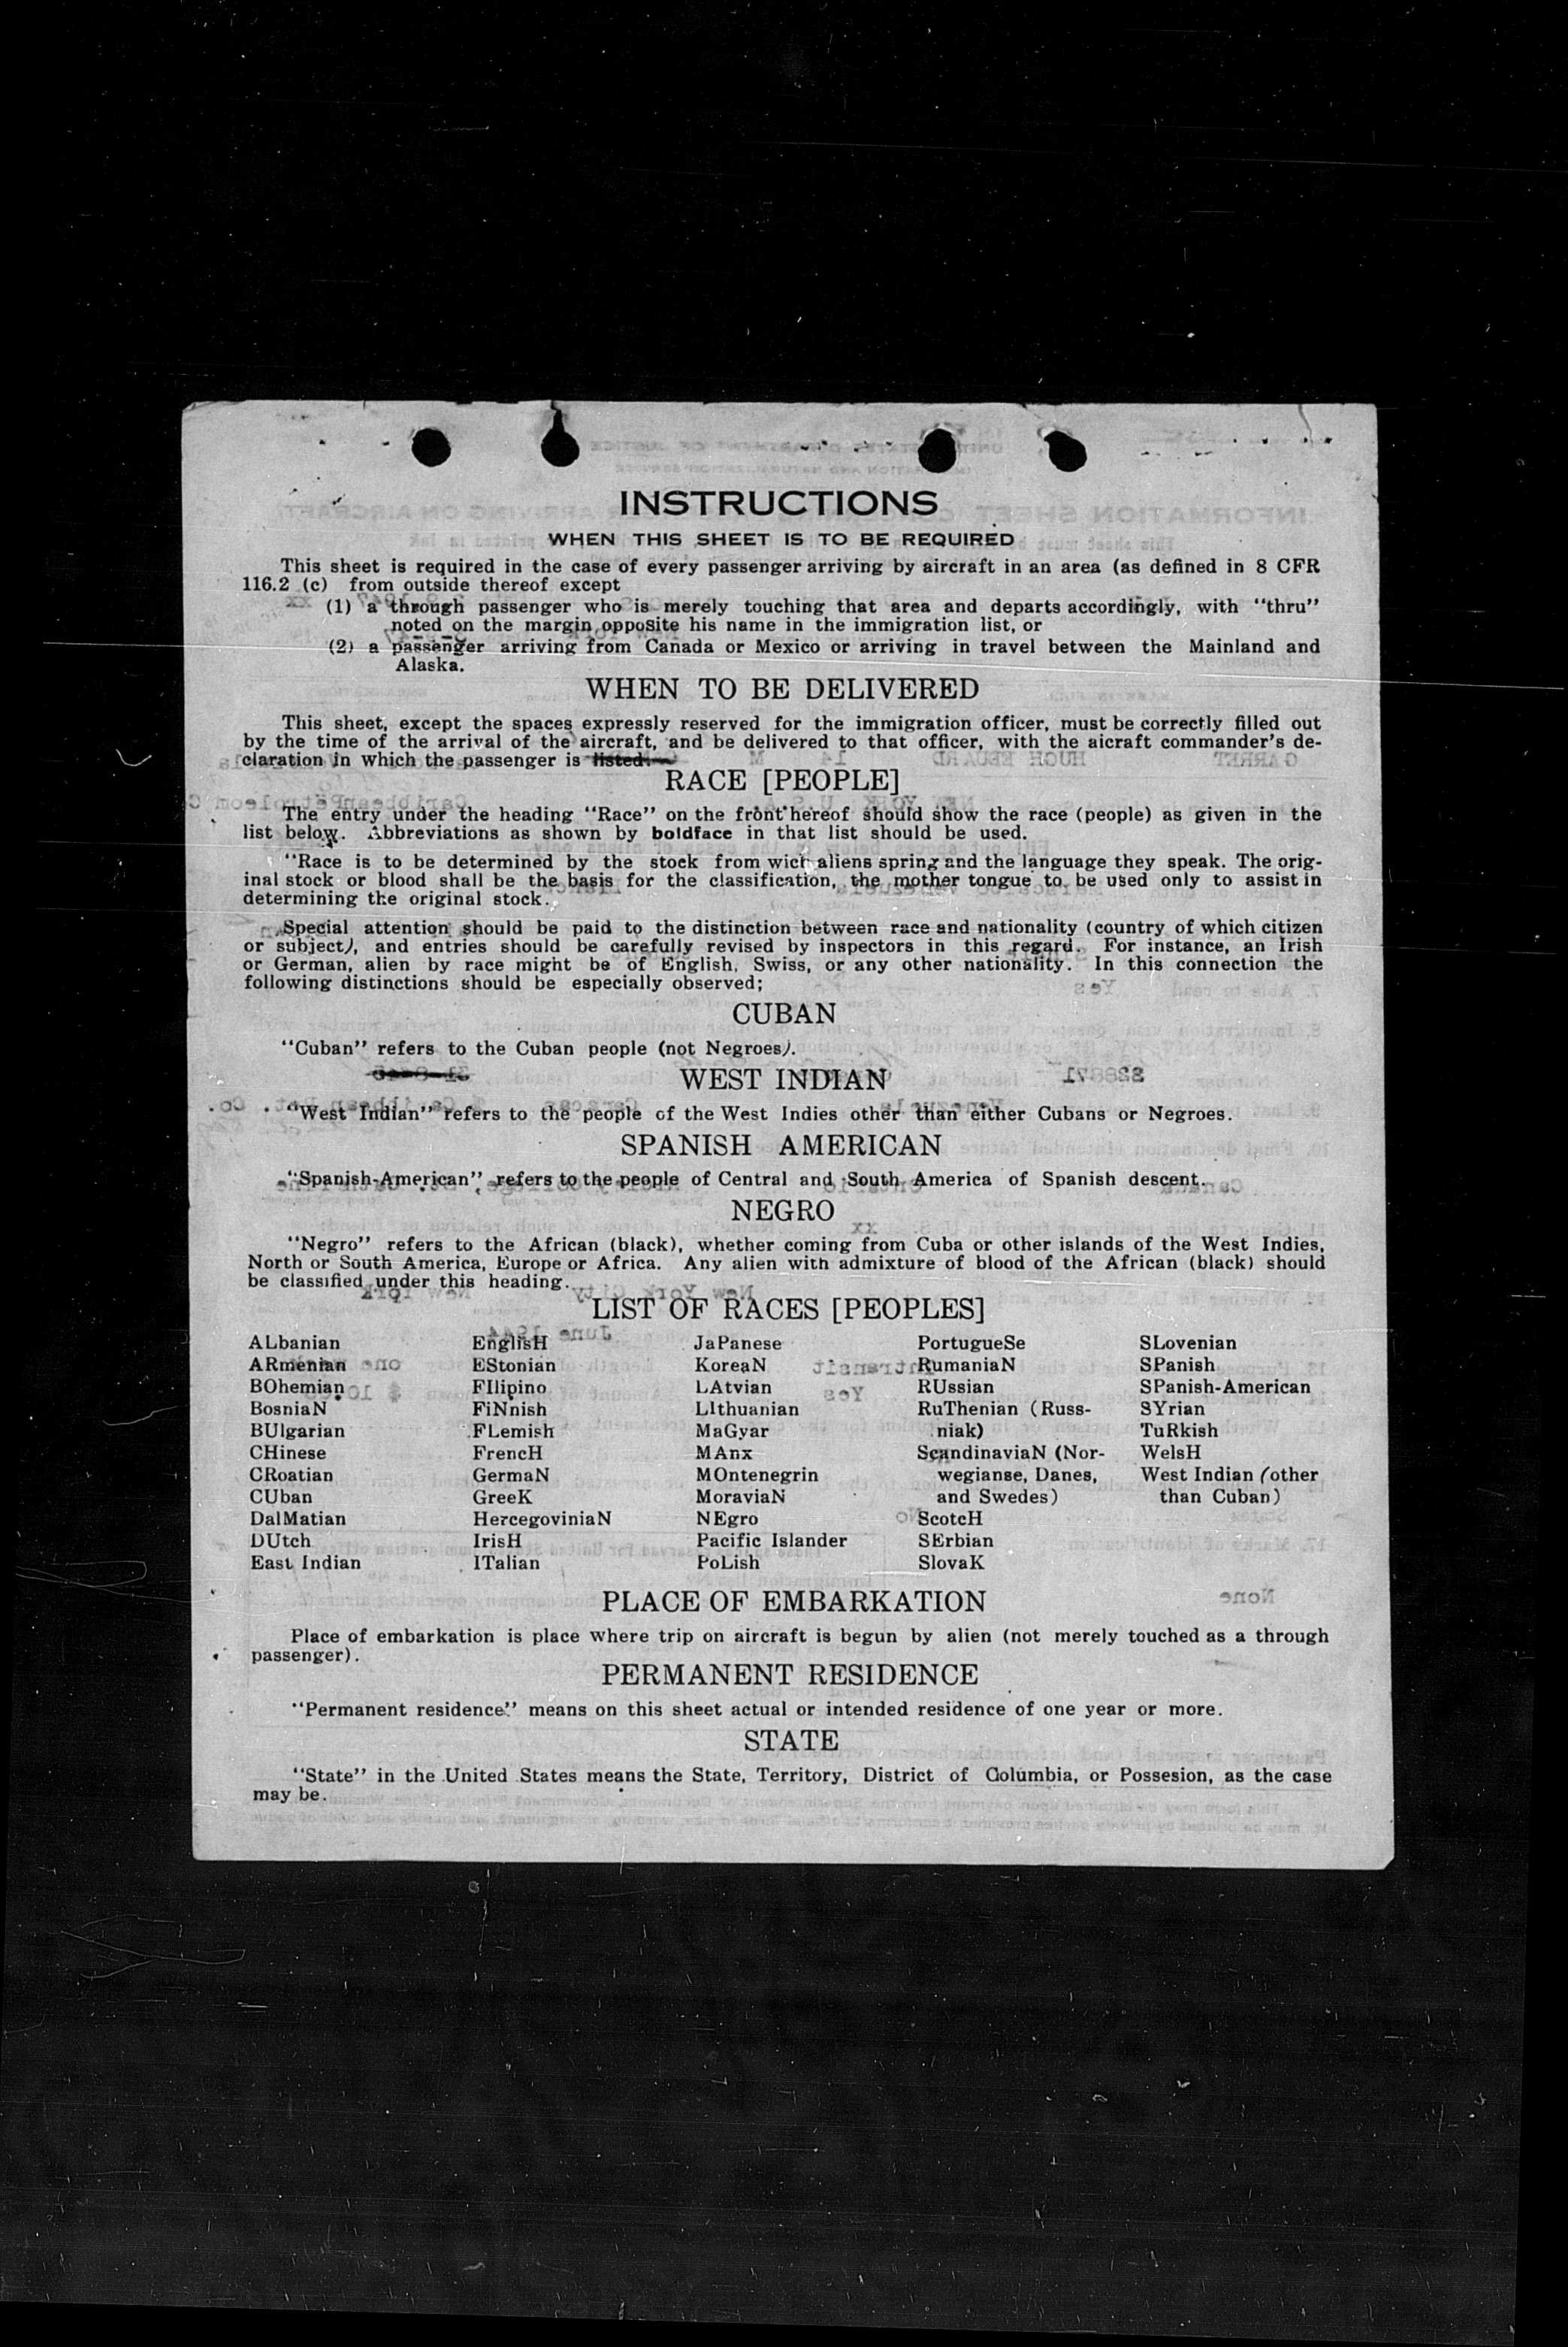 INSTRUCTIONS
WHEN THIS SHEET IS TO BE REQUIRED
This sheet is required in the case of every passenger arriving by aircraft in an area (as defined in 8 CFR
116.2 (c) from outside thereof except
(1) a through passenger who is merely touching that area and departs accordingly, with "thru"
noted on the margin opposite his name in the immigration list, or
(2) a passenger arriving from Canada or Mexico or arriving in travel between the Mainland and
Alaska.
WHEN TO BE DELIVERED
This sheet, except the spaces expressly reserved for the immigration officer, must be correctly filled out
by the time of the arrival of the aircraft, and be delivered to that officer, with the aicraft commander's de-
claration in which the passenger is listed.
RACE [PEOPLE]
The entry under the heading "Race" on the front hereof should show the race (people) as given in the
list below. Abbreviations as shown by boldface in that list should be used.
"Race is to be determined by the stock from wich aliens spring and the language they speak. The orig-
inal stock or blood shall be the basis for the classification, the mother tongue to be used only to assist in
determining the original stock.
Special attention should be paid to the distinction between race and nationality (country of which citizen
or subject), and entries should be carefully revised by inspectors in this regard. For instance, an Irish
or German, alien by race might be of English, Swiss, or any other nationality. In this connection the
following distinctions should be especially observed;
CUBAN
"Cuban" refers to the Cuban people (not Negroes).
WEST INDIAN
"West Indian" refers to the people of the West Indies other than either Cubans or Negroes.
SPANISH AMERICAN
"Spanish-American" refers to the people of Central and South America of Spanish descent.
NEGRO
"Negro" refers to the African (black), whether coming from Cuba or other islands of the West Indies,
North or South America, Europe or Africa. Any alien with admixture of blood of the African (black) should
be classified under this heading.
LIST OF RACES [PEOPLES]
ALbanian
ARmenian
BOhemian
BosniaN
BUlgarian
CHinese
CRoatian
CUban
DalMatian
DUtch
East Indian
EnglisH
EStonian
FIlipino
FiNnish
FLemish
FrencH
GermaN
GreeK
HercegoviniaN
IrisH
ITalian
JaPanese
KoreaN
LAtvian
LIthuanian
MaGyar
MAnx
MOntenegrin
MoraviaN
NEgro
Pacific Islander
PoLish
PortugueSe
RumaniaN
RUssian
RuThenian (Russ-
niak)
ScandinaviaN (Nor-
wegianse, Danes,
and Swedes)
ScotcH
SErbian
SlovaK
SLovenian
SPanish
SPanish-American
SYrian
TuRkish
WelsH
West Indian (other
than Cuban)
PLACE OF EMBARKATION
Place of embarkation is place where trip on aircraft is begun by alien (not merely touched as a through
passenger).
PERMANENT RESIDENCE
"Permanent residence" means on this sheet actual or intended residence of one year or more.
STATE
"State" in the United States means the State, Territory, District of Columbia, or Possesion, as the case
may be.